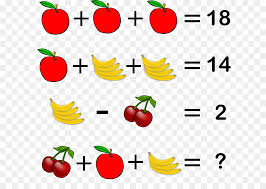 + + = 18
+ + = 14
- = 2
+ + = ?